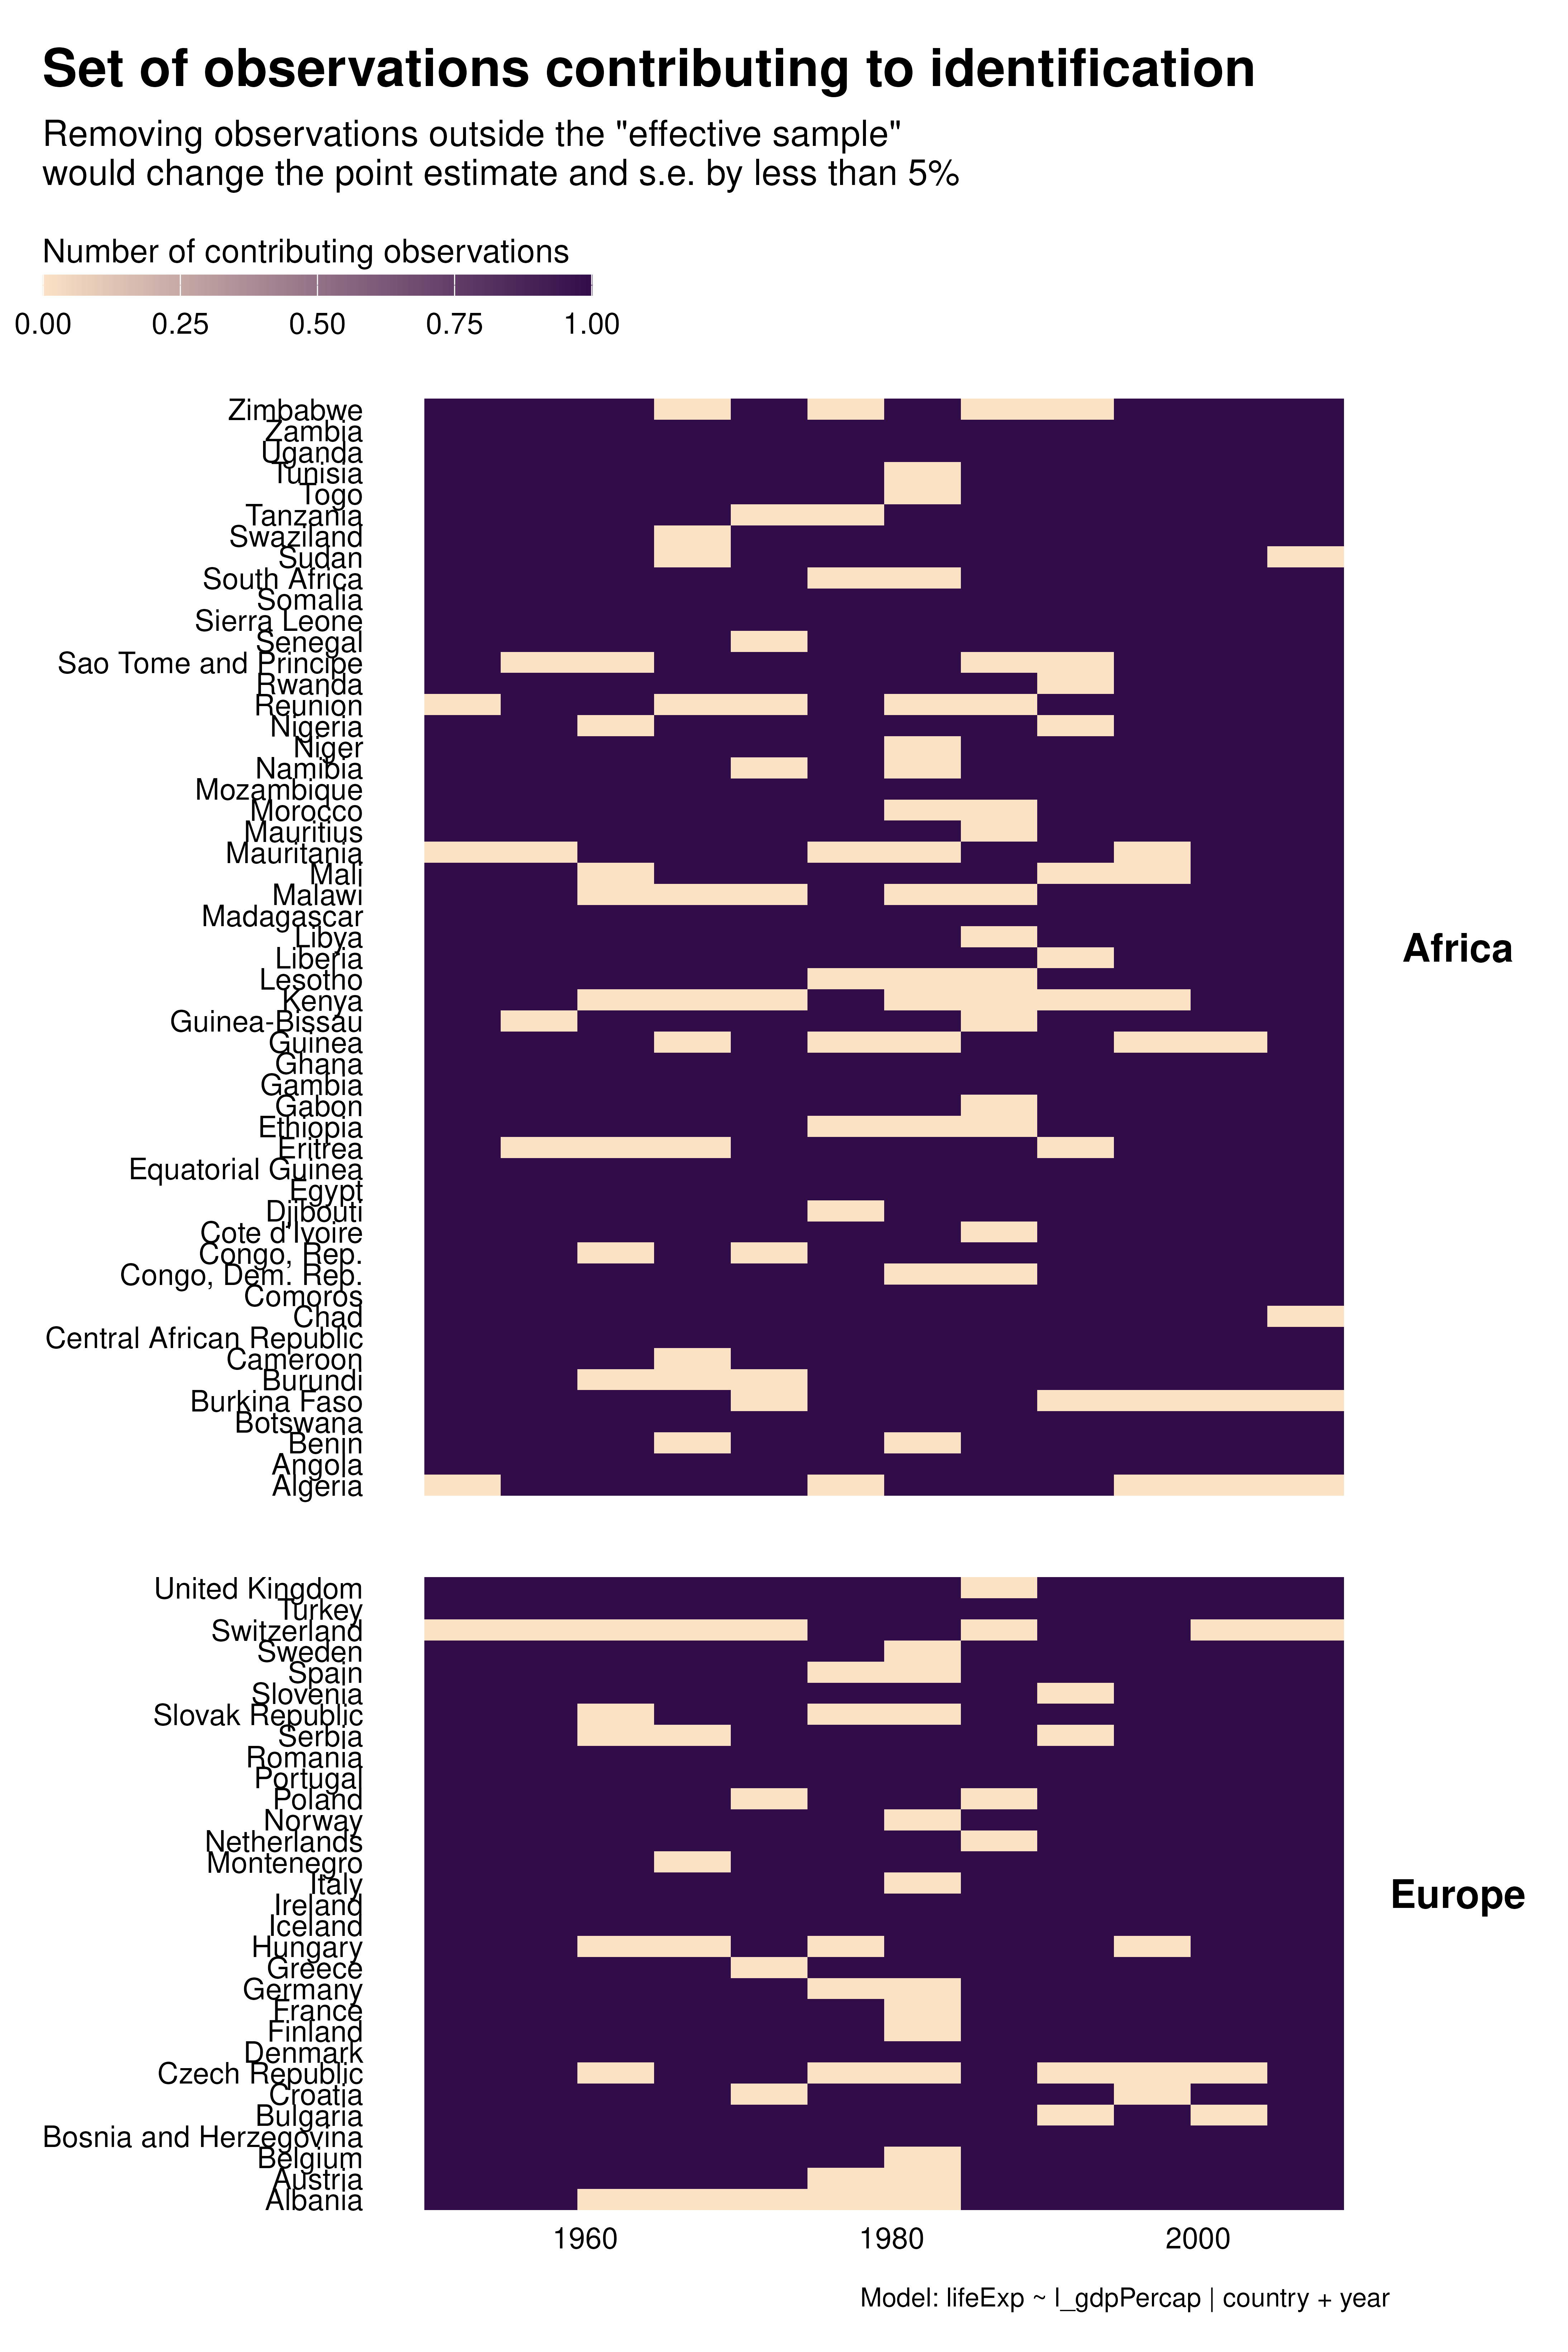 Set of observations contributing to identification
Removing observations outside the "effective sample"
would change the point estimate and s.e. by less than 5%
Number of contributing observations
0.00 0.25 0.50 0.75 1.00
Zimbabwe
Zambia
Uganda
Tunisia
Togo
Tanzania
Swaziland
Sudan
South Africa
Somalia
Sierra Leone
Senegal
Sao Tome and Principe
Rwanda
Reunion
Nigeria
Niger
Namibia
Mozambique
Morocco
Mauritius
Mauritania
Mali
Malawi
Madagascar
Libya
Liberia
Lesotho
Kenya
Guinea-Bissau
Guinea
Ghana
Gambia
Gabon
Ethiopia
Eritrea
Equatorial Guinea
Egypt
Djibouti
Cote d'Ivoire
Congo, Rep.
Congo, Dem. Rep.
Comoros
Chad
Central African Republic
Cameroon
Burundi
Burkina Faso
Botswana
Benin
Angola
Algeria
Africa
United Kingdom
Turkey
Switzerland
Sweden
Spain
Slovenia
Slovak Republic
Serbia
Romania
Portugal
Poland
Norway
Netherlands
Montenegro
Italy
Ireland
Iceland
Hungary
Greece
Germany
France
Finland
Denmark
Czech Republic
Croatia
Bulgaria
Bosnia and Herzegovina
Belgium
Austria
Albania
Europe
1960 1980 2000
Model: lifeExp ~ l_gdpPercap | country + year